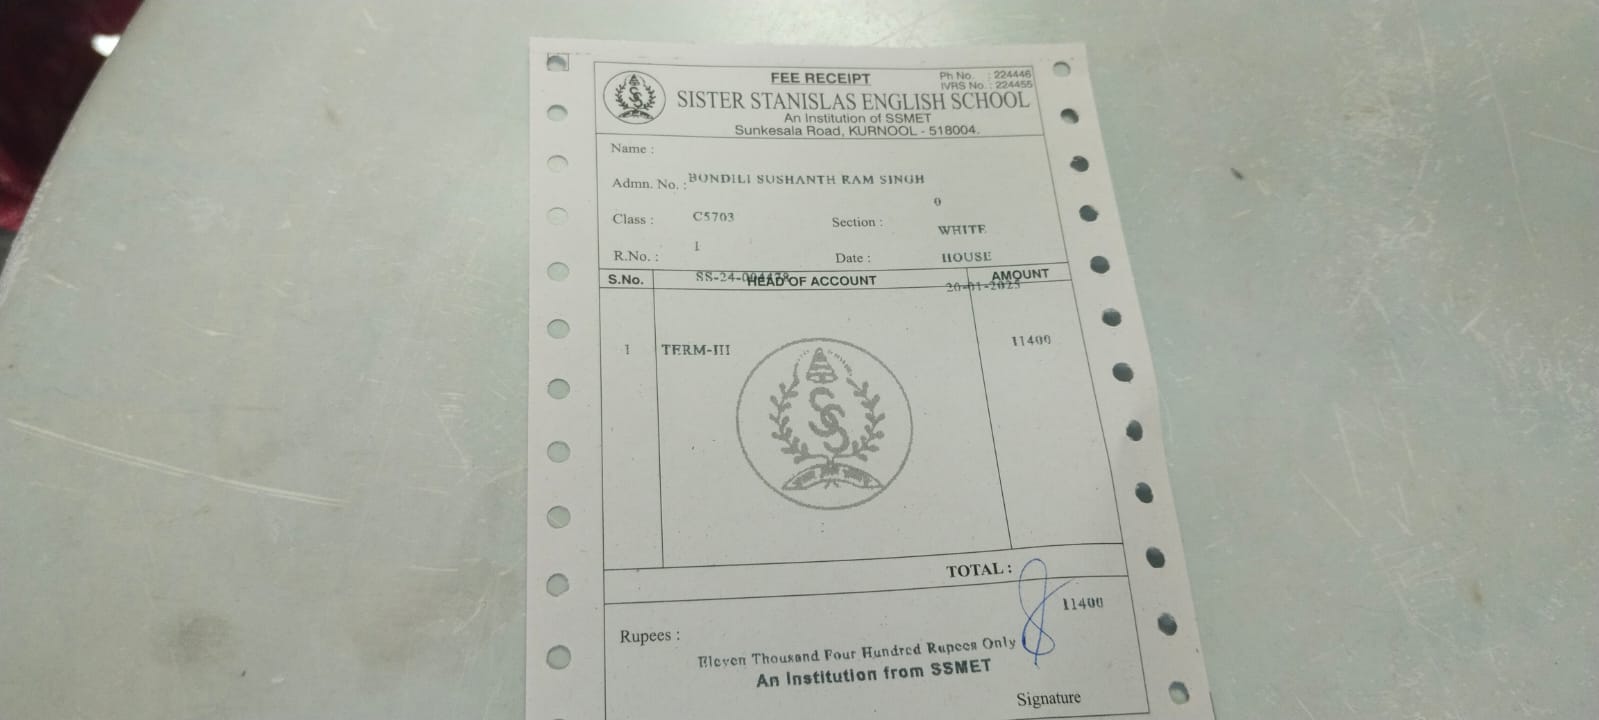 FEE RECEIPT
Ph No. : 224446
IVRS No. : 224455
SISTER STANISLAS ENGLISH SCHOOL
An Institution of SSMET
Sunkesala Road, KURNOOL - 518004.
Name :
BONDILI SUSHANTH RAM SINGH
Admn. No. :
0
Class : C5703 Section :
WHITE
1
R.No. : Date : HOUSE
S.No. HEAD OF ACCOUNT AMOUNT
20-01-2025
1 TERM-III 11400
TOTAL :
11400
Rupees :
Eleven Thousand Four Hundred Rupees Only
An Institution from SSMET
Signature